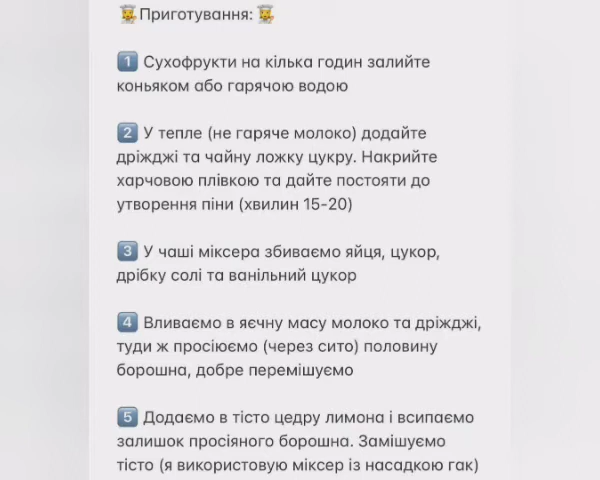 👨‍🍳Приготування: 👨‍🍳
1️⃣ Сухофрукти на кілька годин залийте
коньяком або гарячою водою
2️⃣ У тепле (не гаряче молоко) додайте
дріжджі та чайну ложку цукру. Накрийте
харчовою плівкою та дайте постояти до
утворення піни (хвилин 15-20)
3️⃣ У чаші міксера збиваємо яйця, цукор,
дрібку солі та ванільний цукор
4️⃣ Вливаємо в яєчну масу молоко та дріжджі,
туди ж просіюємо (через сито) половину
борошна, добре перемішуємо
5️⃣ Додаємо в тісто цедру лимона і всипаємо
залишок просіяного борошна. Замішуємо
тісто (я використовую міксер із насадкою гак)